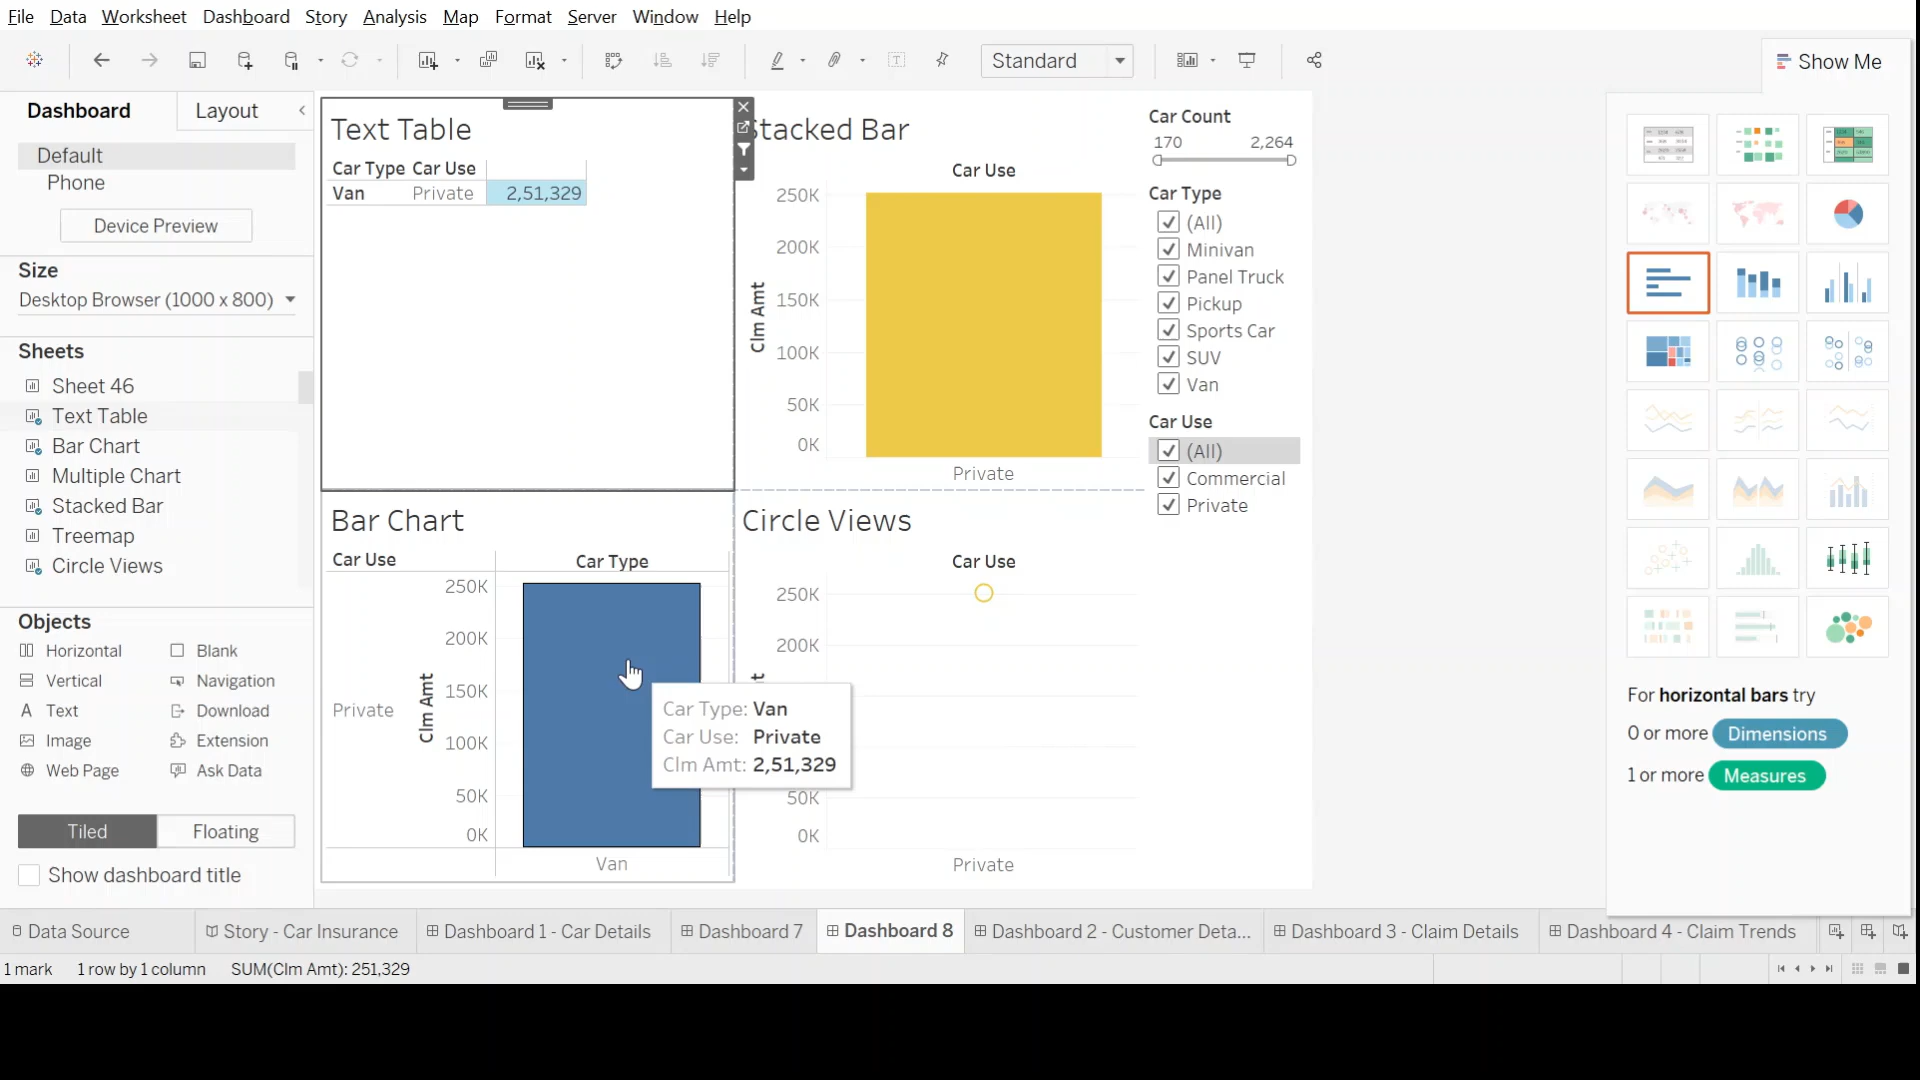 File Data Worksheet Dashboard Story Map Analysis Map Format Server Window Help
Standard
Show Me
Dashboard Layout
Default
Phone
Device Preview
Size
Desktop Browser (1000 x 800)
Sheets
Sheet 46
Text Table
Bar Chart
Multiple Chart
Stacked Bar
Treemap
Circle Views
Objects
Horizontal Blank
Vertical Navigation
A Text Download
Image Extension
Web Page Ask Data
Tiled Floating
Show dashboard title
Text Table
Car Type Car Use
Van Private 2,51,329
Stacked Bar
Car Use
Clm Amt
250K
200K
150K
100K
50K
0K
Private
Car Count
170 2,264
Car Type
(All)
Minivan
Panel Truck
Pickup
Sports Car
SUV
Van
Car Use
(All)
Commercial
Private
Bar Chart
Car Use Car Type
Private
Clm Amt
250K
200K
150K
100K
50K
0K
Van
Car Type: Van
Car Use: Private
Clm Amt: 2,51,329
Circle Views
Car Use
250K
200K
50K
0K
Private
For horizontal bars try
0 or more Dimensions
1 or more Measures
Data Source Story - Car Insurance Dashboard 1 - Car Details Dashboard 7 Dashboard 8 Dashboard 2 - Customer Deta... Dashboard 3 - Claim Details Dashboard 4 - Claim Trends
1 mark 1 row by 1 column SUM(Clm Amt): 251,329